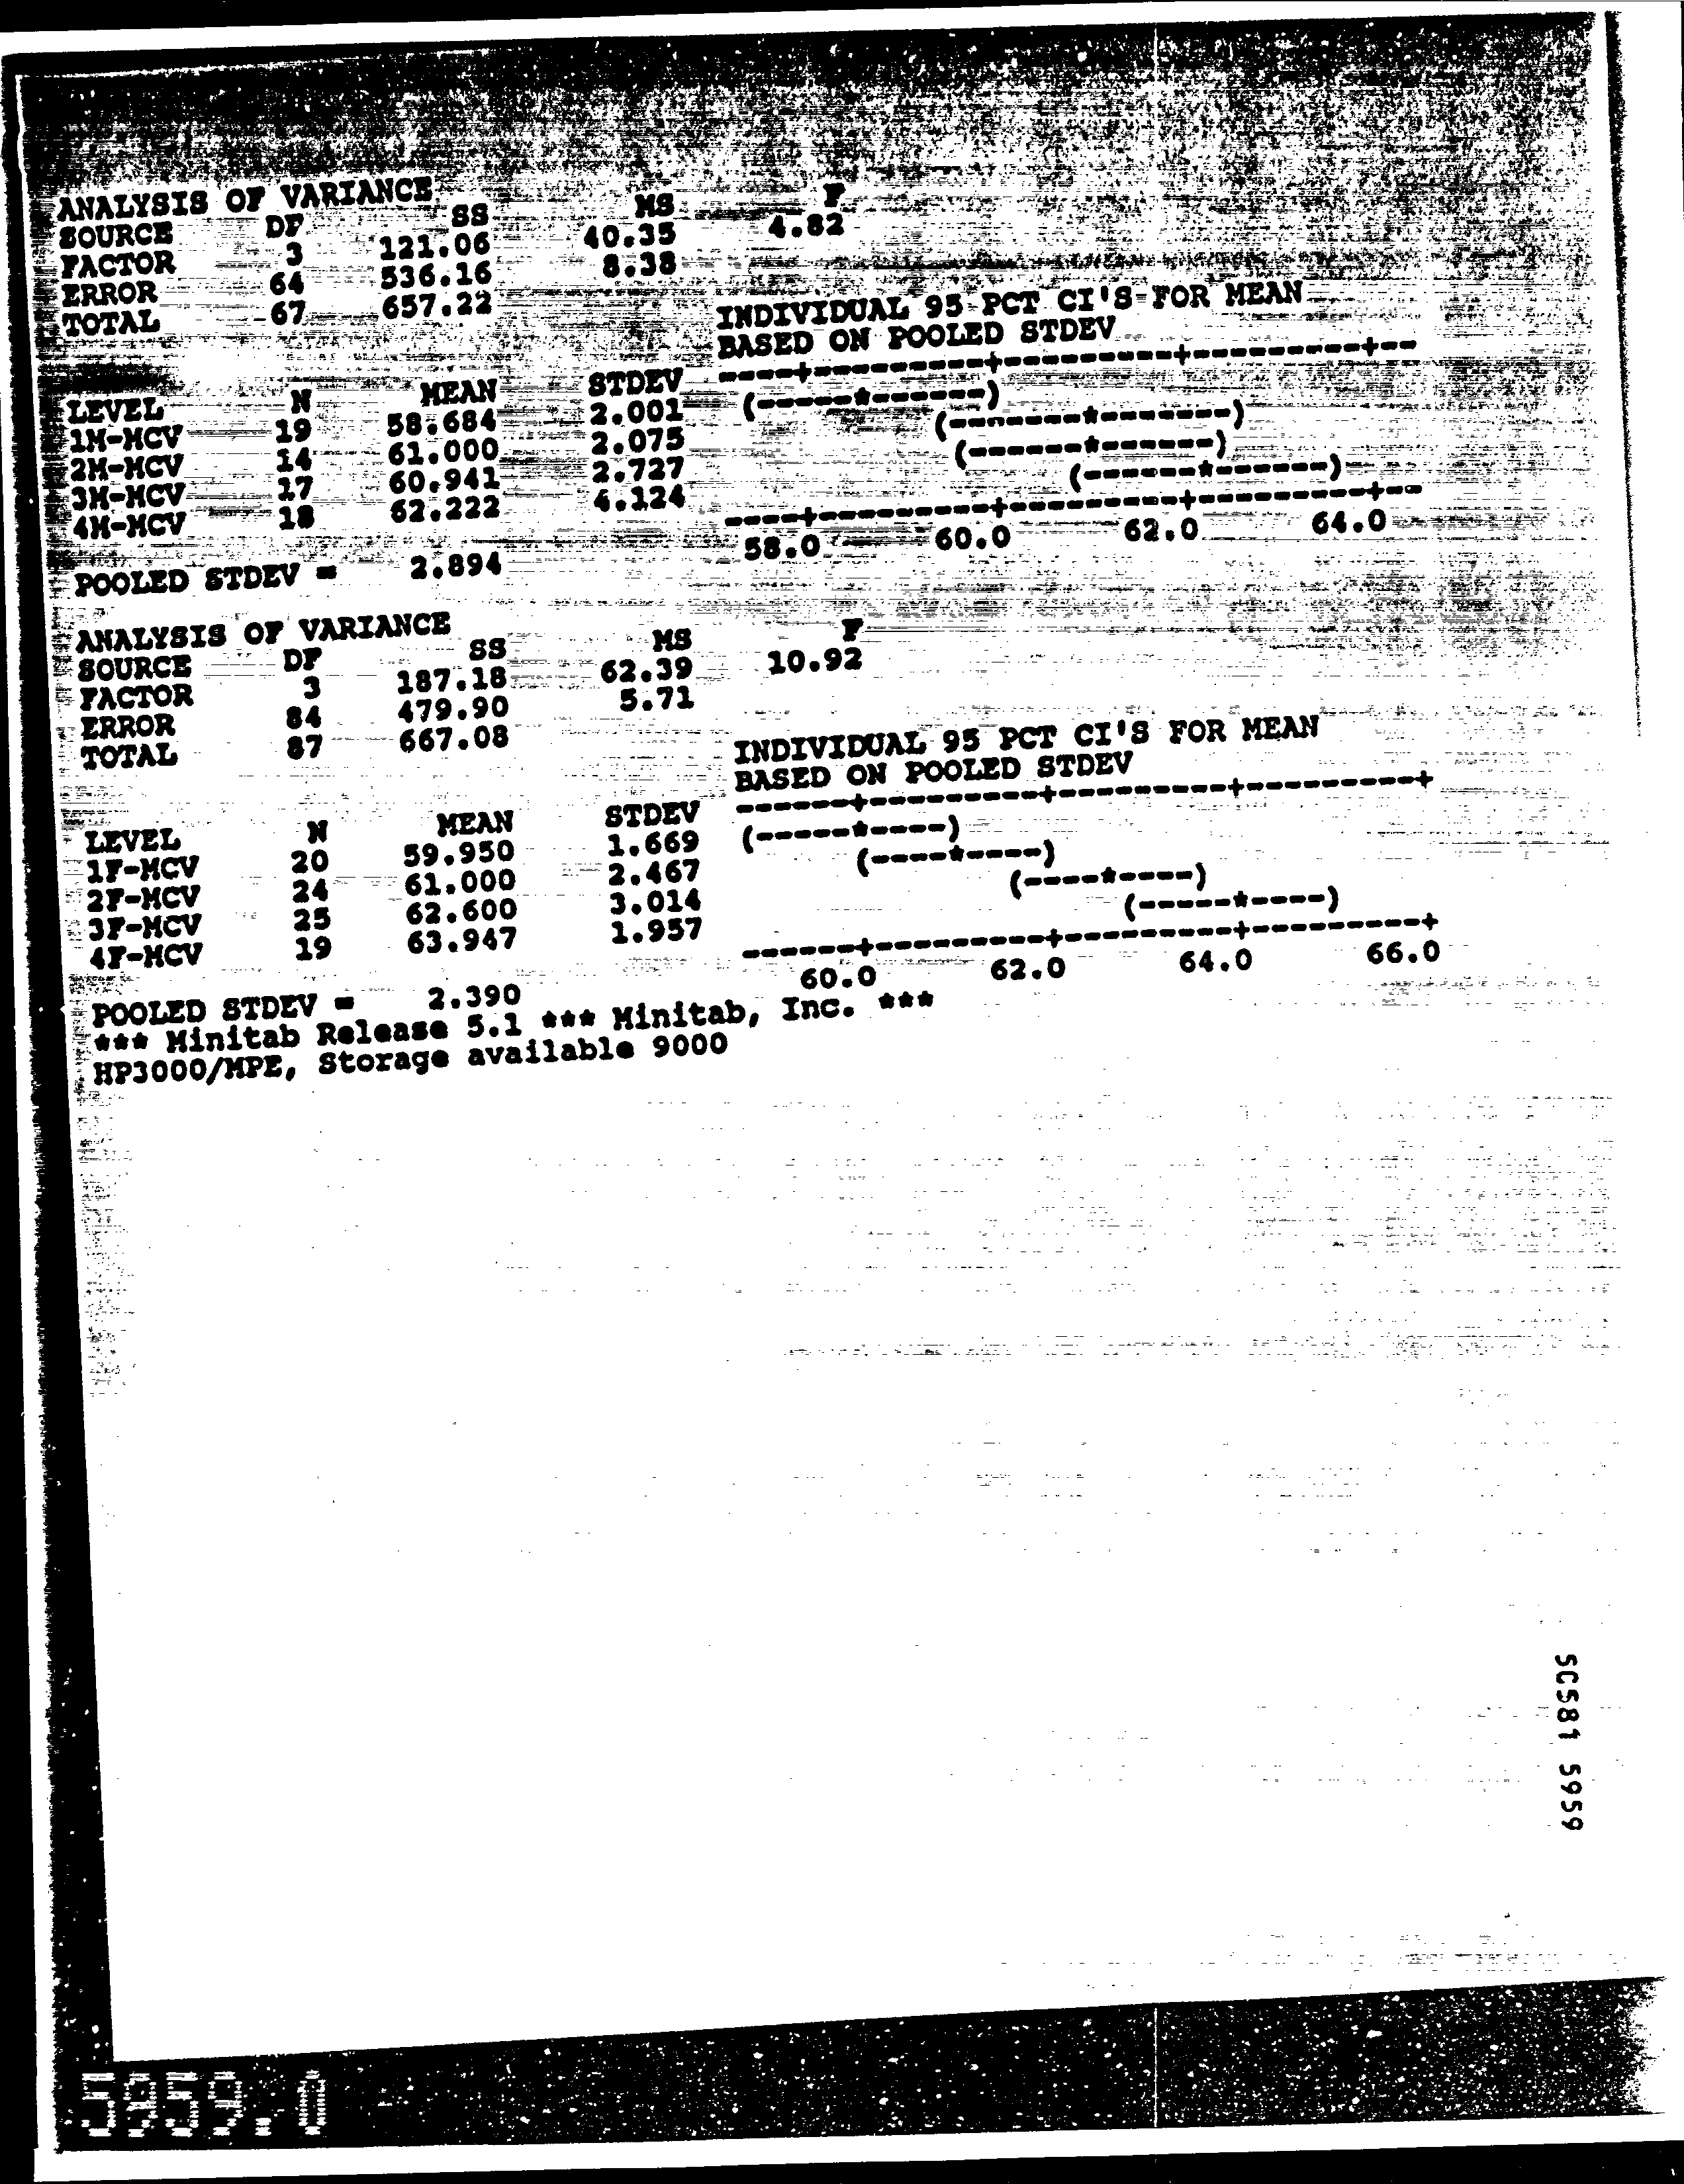 ANALYSIS OF VARIANCE
SOURCE DF SS MS F
FACTOR 3 121.06 40.35 4.82
ERROR 64 536.16 8.38
TOTAL 67 657.22
INDIVIDUAL 95 PCT CI'S FOR MEAN
BASED ON POOLED STDEV
LEVEL N MEAN STDEV ----+---------+---------+---------+--
1M-MCV 19 58.684 2.001 (-----*------)
2M-MCV 14 61.000 2.075 (-------*-------)
3M-MCV 17 60.941 2.727 (------*------)
4M-MCV 18 62.222 4.124 (------*------)
----+---------+---------+---------+--
POOLED STDEV = 2.894 58.0 60.0 62.0 64.0
ANALYSIS OF VARIANCE
SOURCE DF SS MS F
FACTOR 3 187.18 62.39 10.92
ERROR 84 479.90 5.71
TOTAL 87 667.08
INDIVIDUAL 95 PCT CI'S FOR MEAN
BASED ON POOLED STDEV
LEVEL N MEAN STDEV ------+---------+---------+---------+
1F-MCV 20 59.950 1.669 (-----*----)
2F-MCV 24 61.000 2.467 (----*----)
3F-MCV 25 62.600 3.014 (----*----)
4F-MCV 19 63.947 1.957 (-----*----)
------+---------+---------+---------+
POOLED STDEV = 2.390 60.0 62.0 64.0 66.0
*** Minitab Release 5.1 *** Minitab, Inc. ***
HP3000/MPE, Storage available 9000
SC581 5959
5959.0